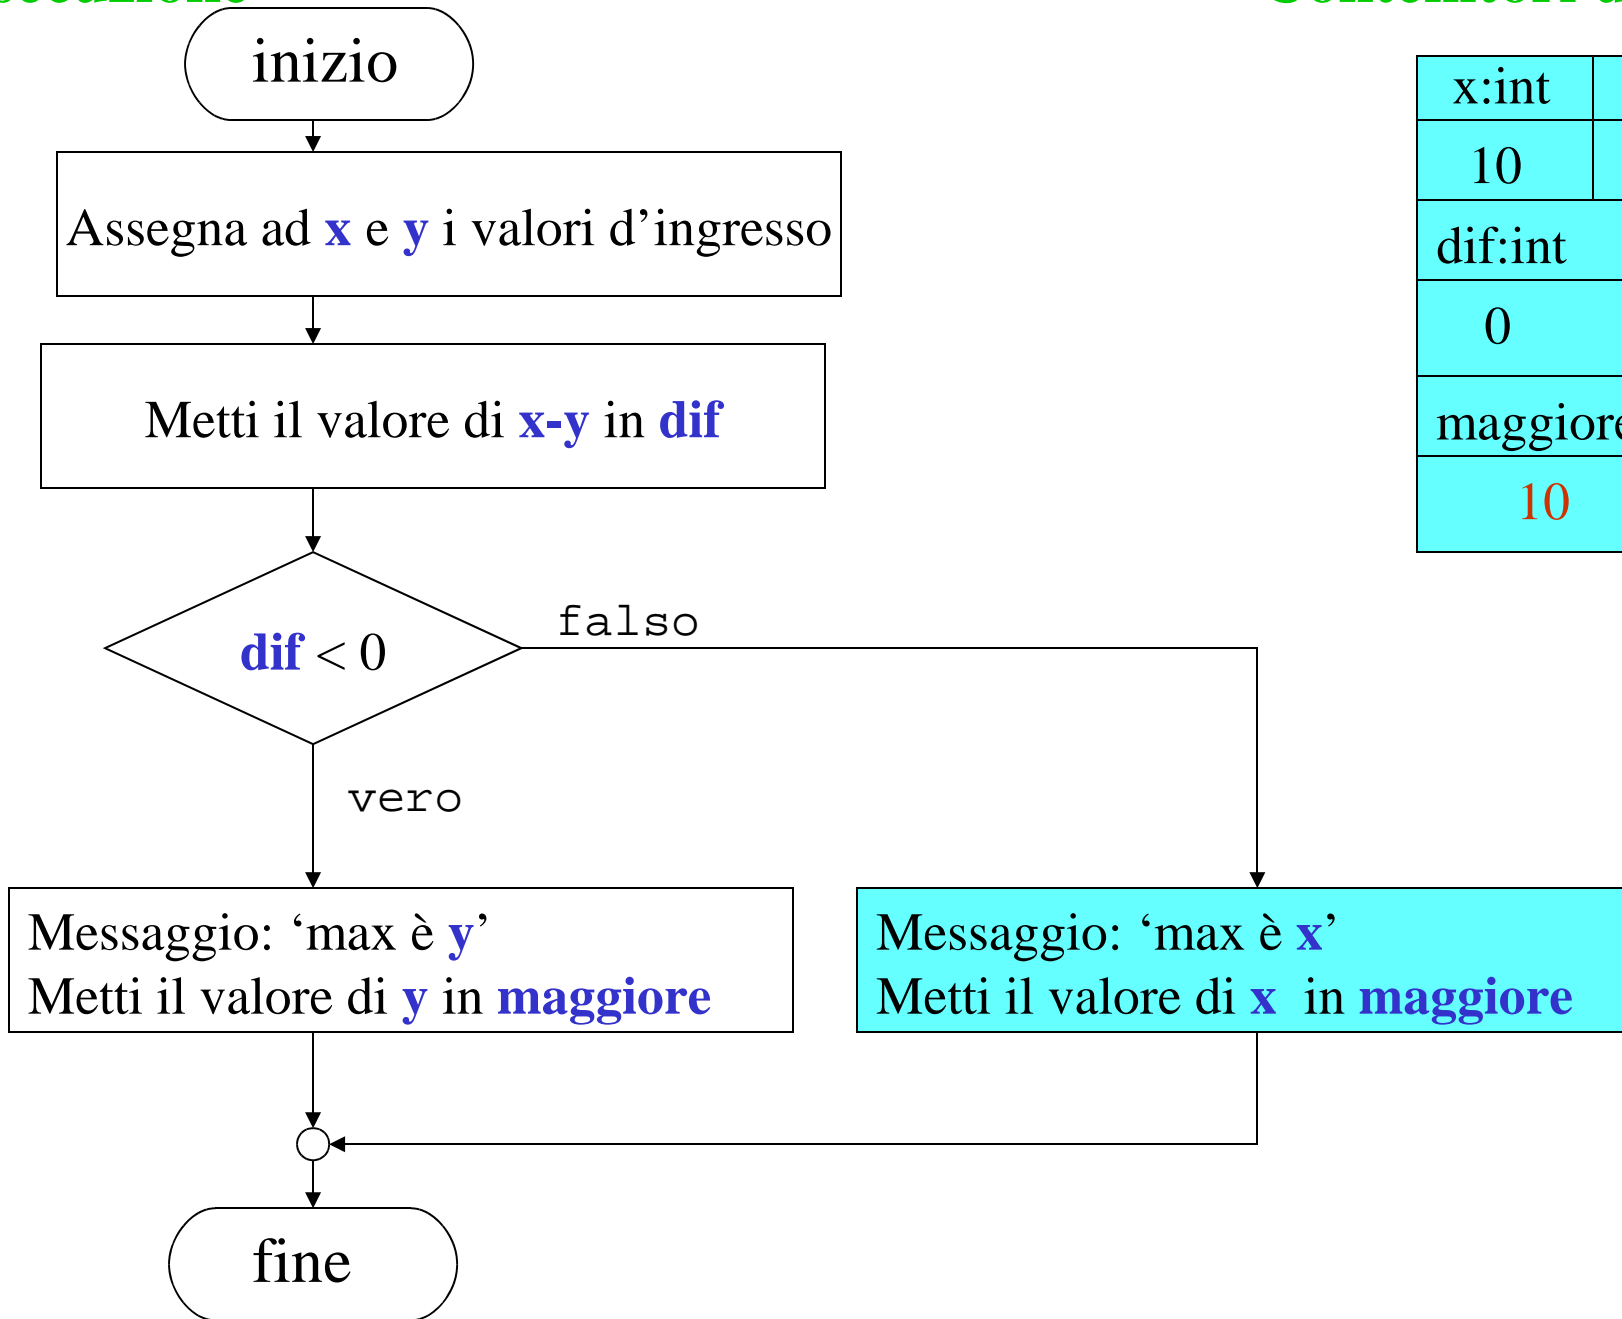 inizio
x:int
10
Assegna ad x e y i valori d’ingresso
dif:int
0
Metti il valore di x-y in dif
maggiore
10
falso
dif < 0
vero
Messaggio: ‘max è y’
Metti il valore di y in maggiore
Messaggio: ‘max è x’
Metti il valore di x in maggiore
fine